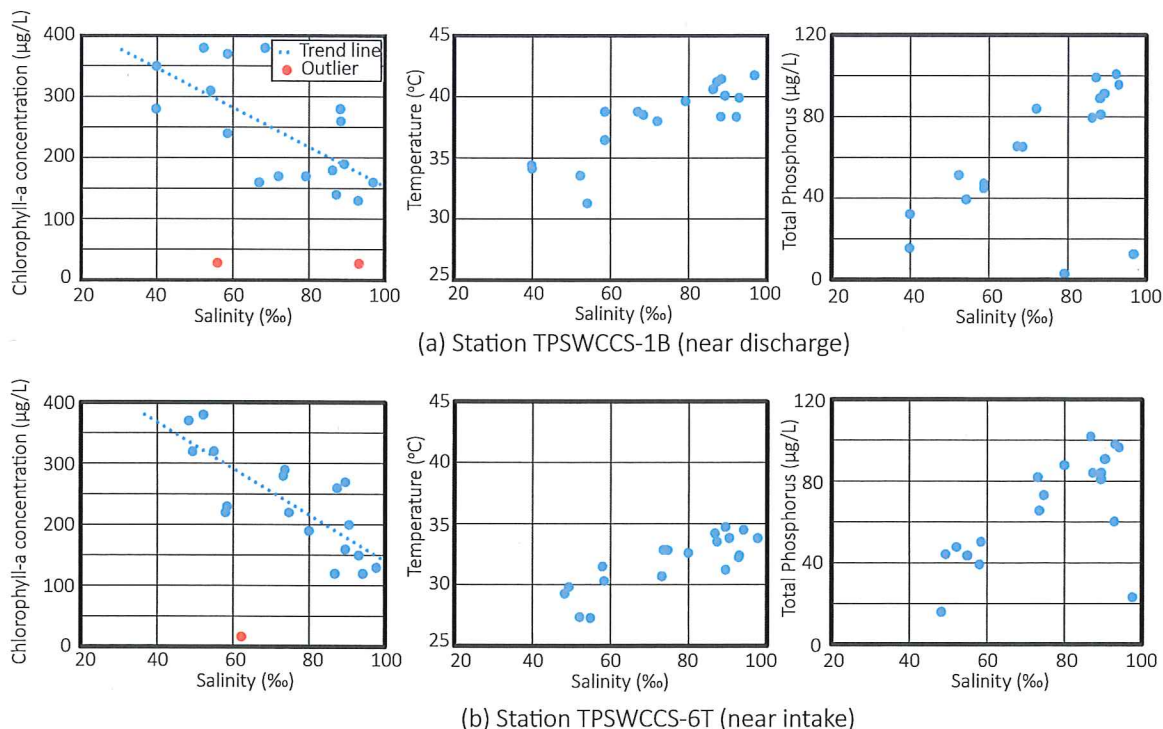 Chlorophyll-a concentration (µg/L)
400
300
200
100
0
20 40 60 80 100
Salinity (‰)
Trend line
Outlier
Temperature (°C)
45
40
35
30
25
20 40 60 80 100
Salinity (‰)
Total Phosphorus (µg/L)
120
80
40
0
20 40 60 80 100
Salinity (‰)
(a) Station TPSWCCS-1B (near discharge)
Chlorophyll-a concentration (µg/L)
400
300
200
100
0
20 40 60 80 100
Salinity (‰)
Temperature (°C)
45
40
35
30
25
20 40 60 80 100
Salinity (‰)
Total Phosphorus (µg/L)
120
80
40
0
20 40 60 80 100
Salinity (‰)
(b) Station TPSWCCS-6T (near intake)